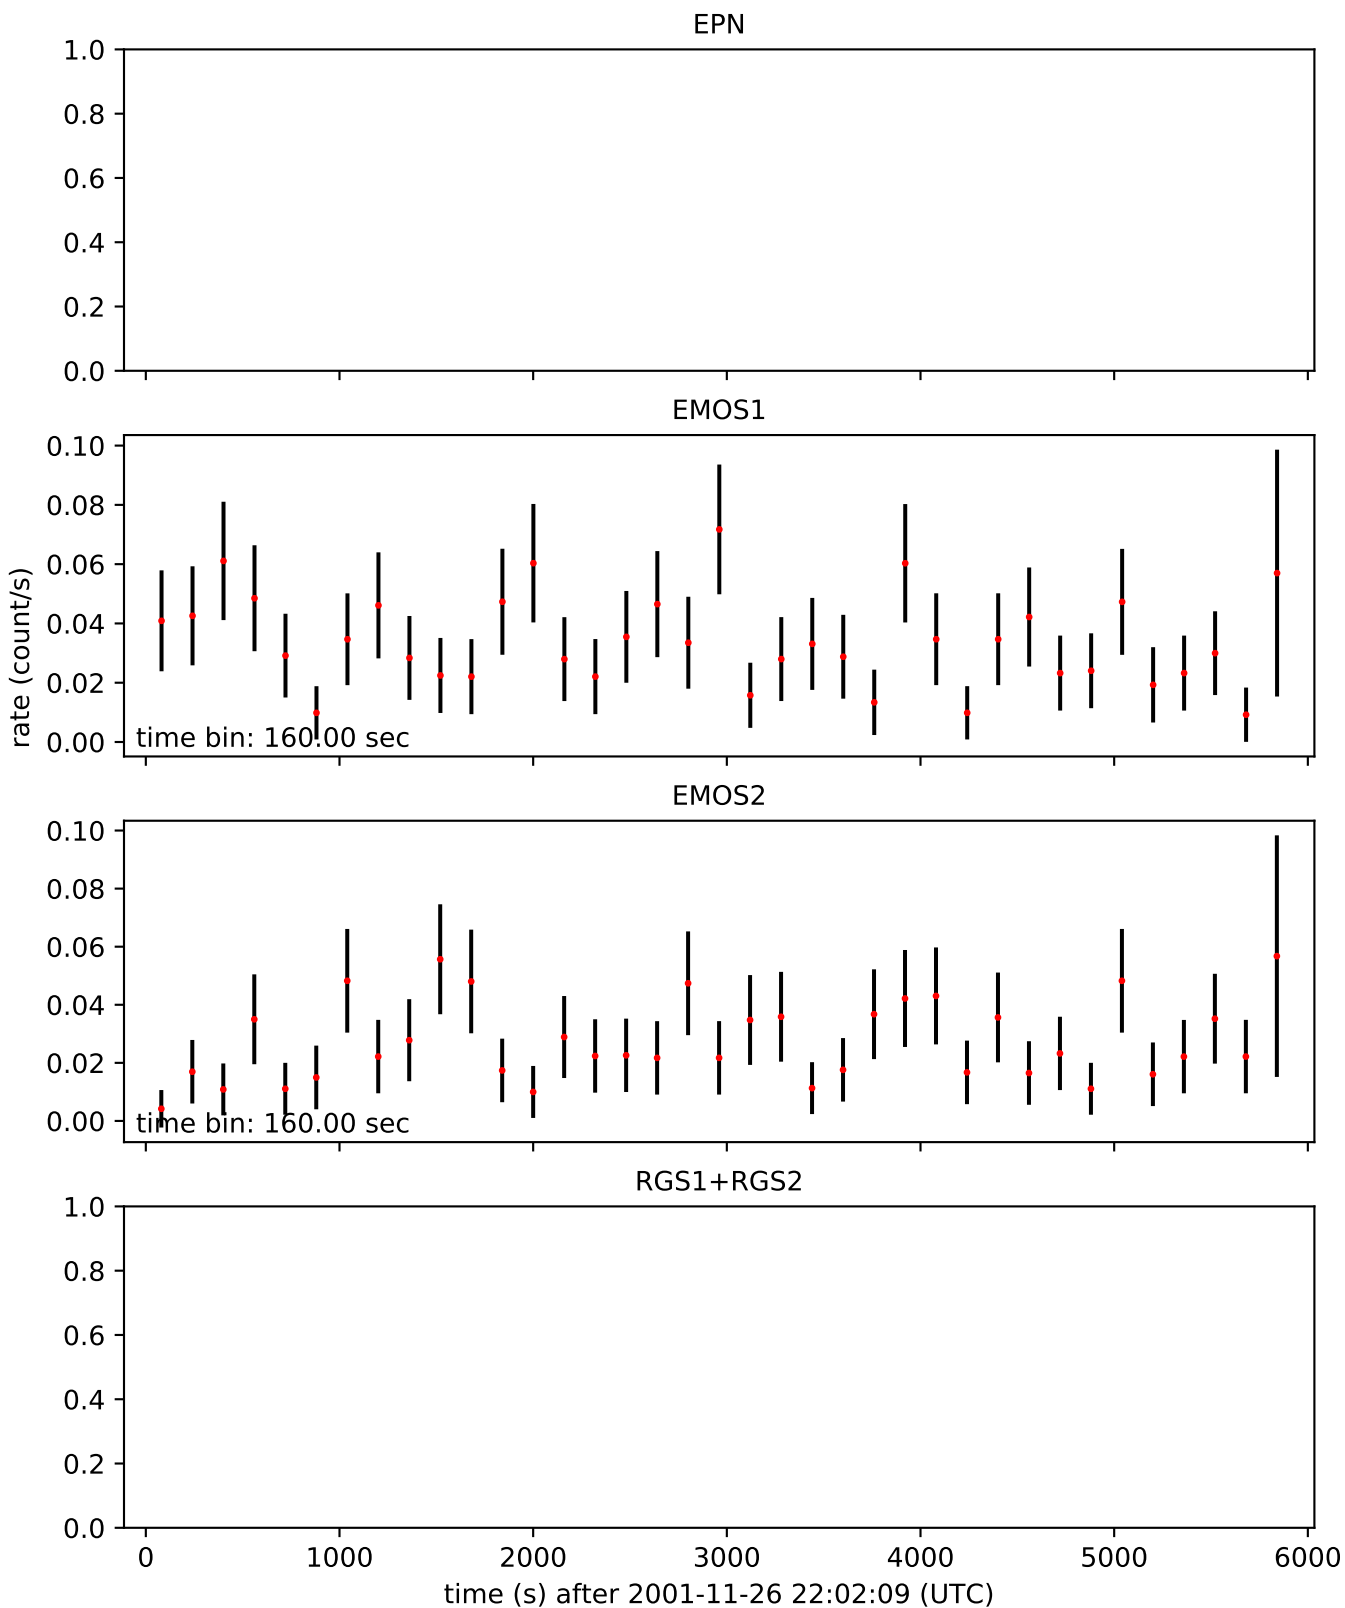 EPN
1.0
0.8
0.6
0.4
0.2
0.0
EMOS1
0.10
0.08
0.06
0.04
0.02
0.00
rate (count/s)
time bin: 160.00 sec
EMOS2
0.10
0.08
0.06
0.04
0.02
0.00
time bin: 160.00 sec
RGS1+RGS2
1.0
0.8
0.6
0.4
0.2
0.0
0 1000 2000 3000 4000 5000 6000
time (s) after 2001-11-26 22:02:09 (UTC)